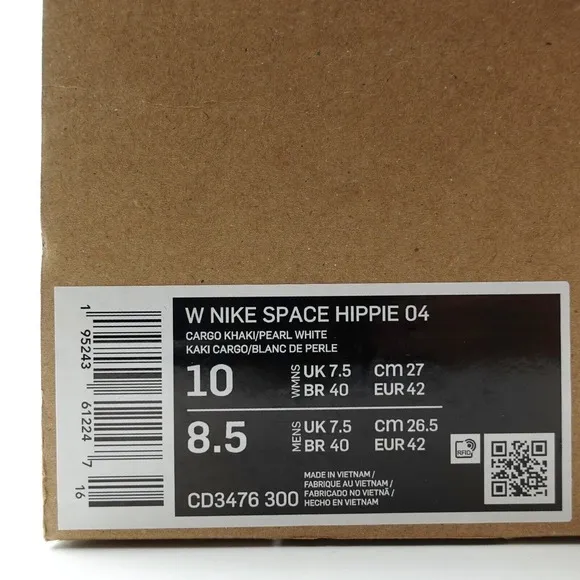 W NIKE SPACE HIPPIE 04
CARGO KHAKI/PEARL WHITE
KAKI CARGO/BLANC DE PERLE
10 WMNS UK 7.5 cm 27
BR 40 EUR 42
8.5 MENS UK 7.5 cm 26.5
BR 40 EUR 42
MADE IN VIETNAM /
FABRIQUE AU VIETNAM /
FABRICADO NO VIETNÃ /
CD3476 300 HECHO EN VIETNAM
RFID
1 95243 61224 7 16